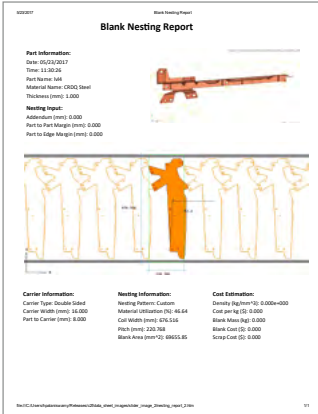 5/23/2017
Blank Nesting Report
Blank Nesting Report
Part Information:
Date: 05/23/2017
Time: 11:30:26
Part Name: M4
Material Name: CRDQ Steel
Thickness (mm): 1.000
Nesting Input:
Addendum (mm): 0.000
Part to Part Margin (mm): 0.000
Part to Edge Margin (mm): 0.000
Carrier Information:
Carrier Type: Double Sided
Carrier Width (mm): 16.000
Part to Carrier (mm): 8.000
Nesting Information:
Nesting Pattern: Custom
Material Utilization (%): 46.64
Coil Width (mm): 676.516
Pitch (mm): 220.768
Blank Area (mm^2): 69655.85
Cost Estimation:
Density (kg/mm^3): 0.000e+000
Cost per kg ($): 0.000
Blank Mass (kg): 0.000
Blank Cost ($): 0.000
Scrap Cost ($): 0.000
1/1